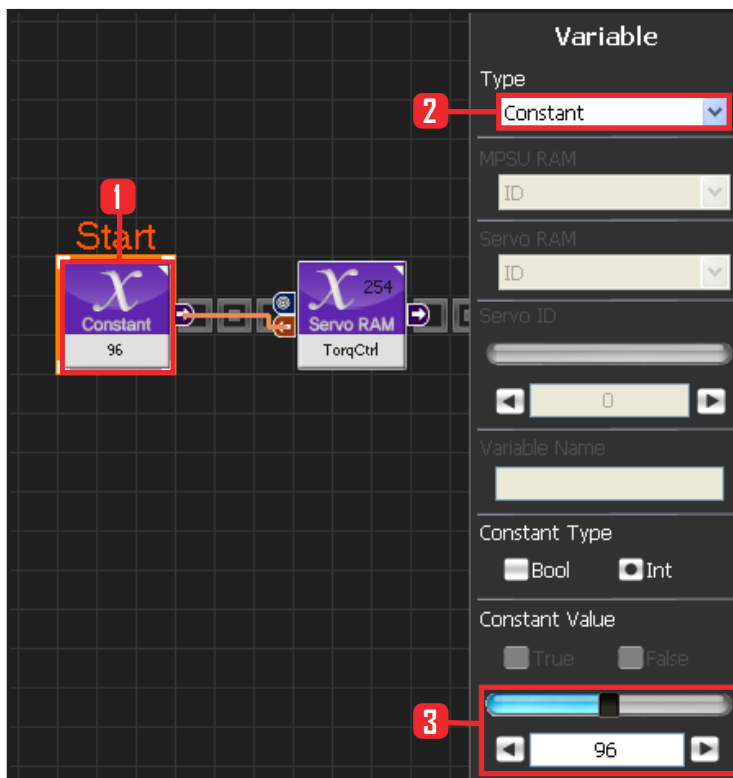 Variable
Type
2
Constant
MPSU RAM
ID
1
Start
Servo RAM
ID
X
Constant
96
X 254
Servo RAM
TorqCtrl
Servo ID
0
Variable Name
Constant Type
Bool Int
Constant Value
True False
3
96